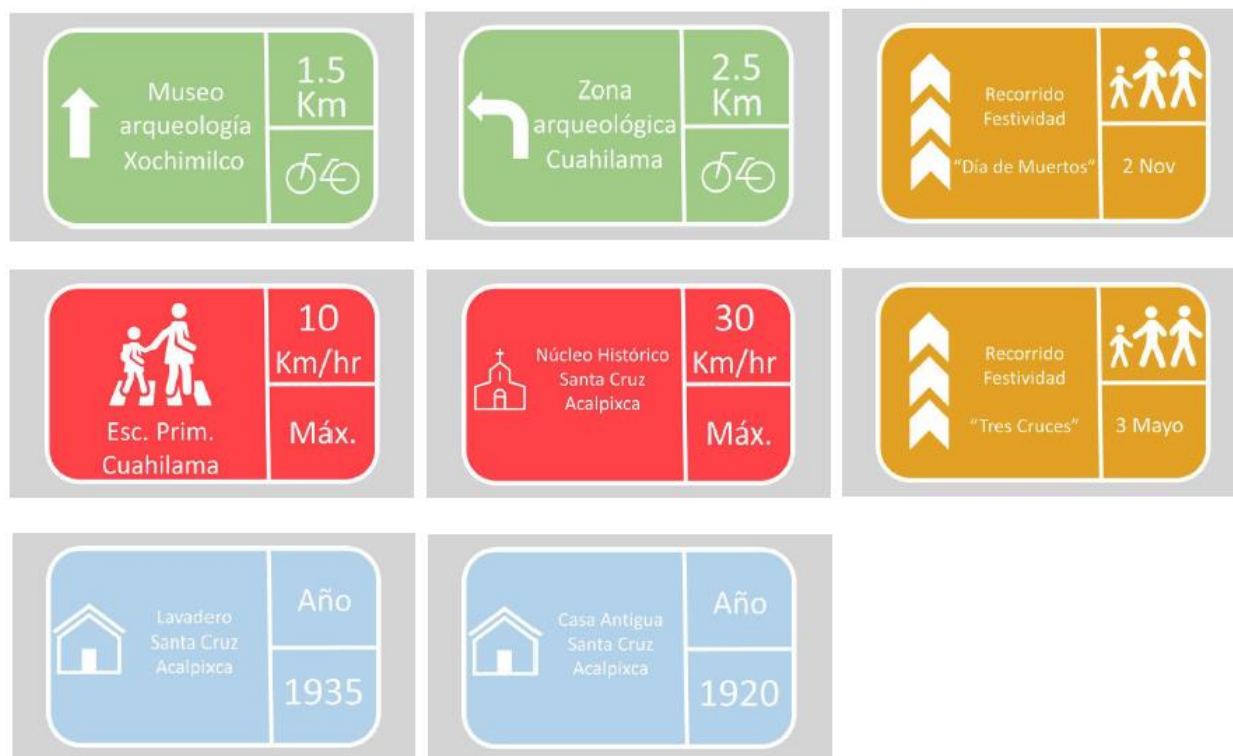 Museo
arqueología
Xochimilco
1.5
Km
Zona
arqueológica
Cuahilama
2.5
Km
Recorrido
Festividad
“Día de Muertos”
2 Nov
Esc. Prim.
Cuahilama
10
Km/hr
Máx.
Núcleo Histórico
Santa Cruz
Acalpixca
30
Km/hr
Máx.
Recorrido
Festividad
“Tres Cruces”
3 Mayo
Lavadero
Santa Cruz
Acalpixca
Año
1935
Casa Antigua
Santa Cruz
Acalpixca
Año
1920